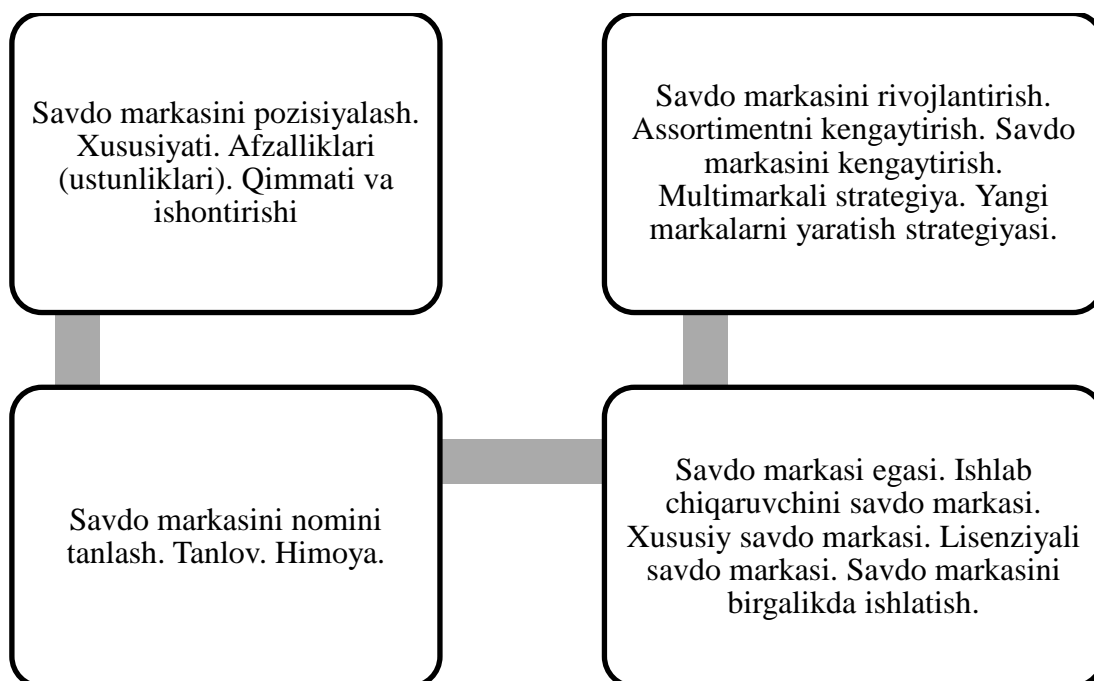 Savdo markasini pozisiyalash.
Xususiyati. Afzalliklari
(ustunliklari). Qimmati va
ishontirishi
Savdo markasini nomini
tanlash. Tanlov. Himoya.
Savdo markasi egasi. Ishlab
chiqaruvchini savdo markasi.
Xususiy savdo markasi. Lisenziyali
savdo markasi. Savdo markasini
birgalikda ishlatish.
Savdo markasini rivojlantirish.
Assortimentni kengaytirish. Savdo
markasini kengaytirish.
Multimarkali strategiya. Yangi
markalarni yaratish strategiyasi.